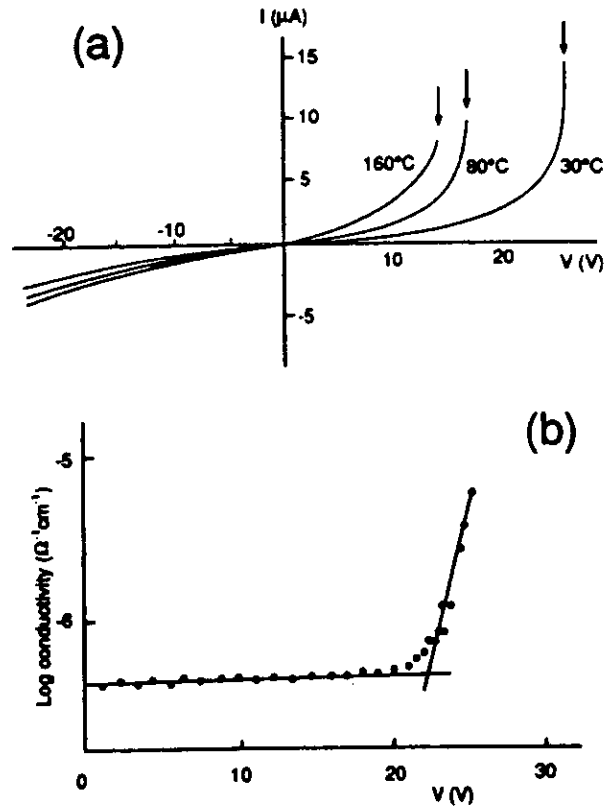 I (μA)
(a)
15
10
5
160°C 80°C 30°C
-20 -10
10 20
V (V)
-5
(b)
-5
-6
Log conductivity (Ω⁻¹cm⁻¹)
0 10 20 30
V (V)